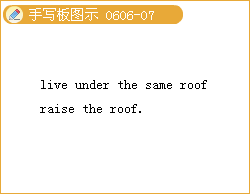 手写板图示 0606-07
live under the same roof
raise the roof.